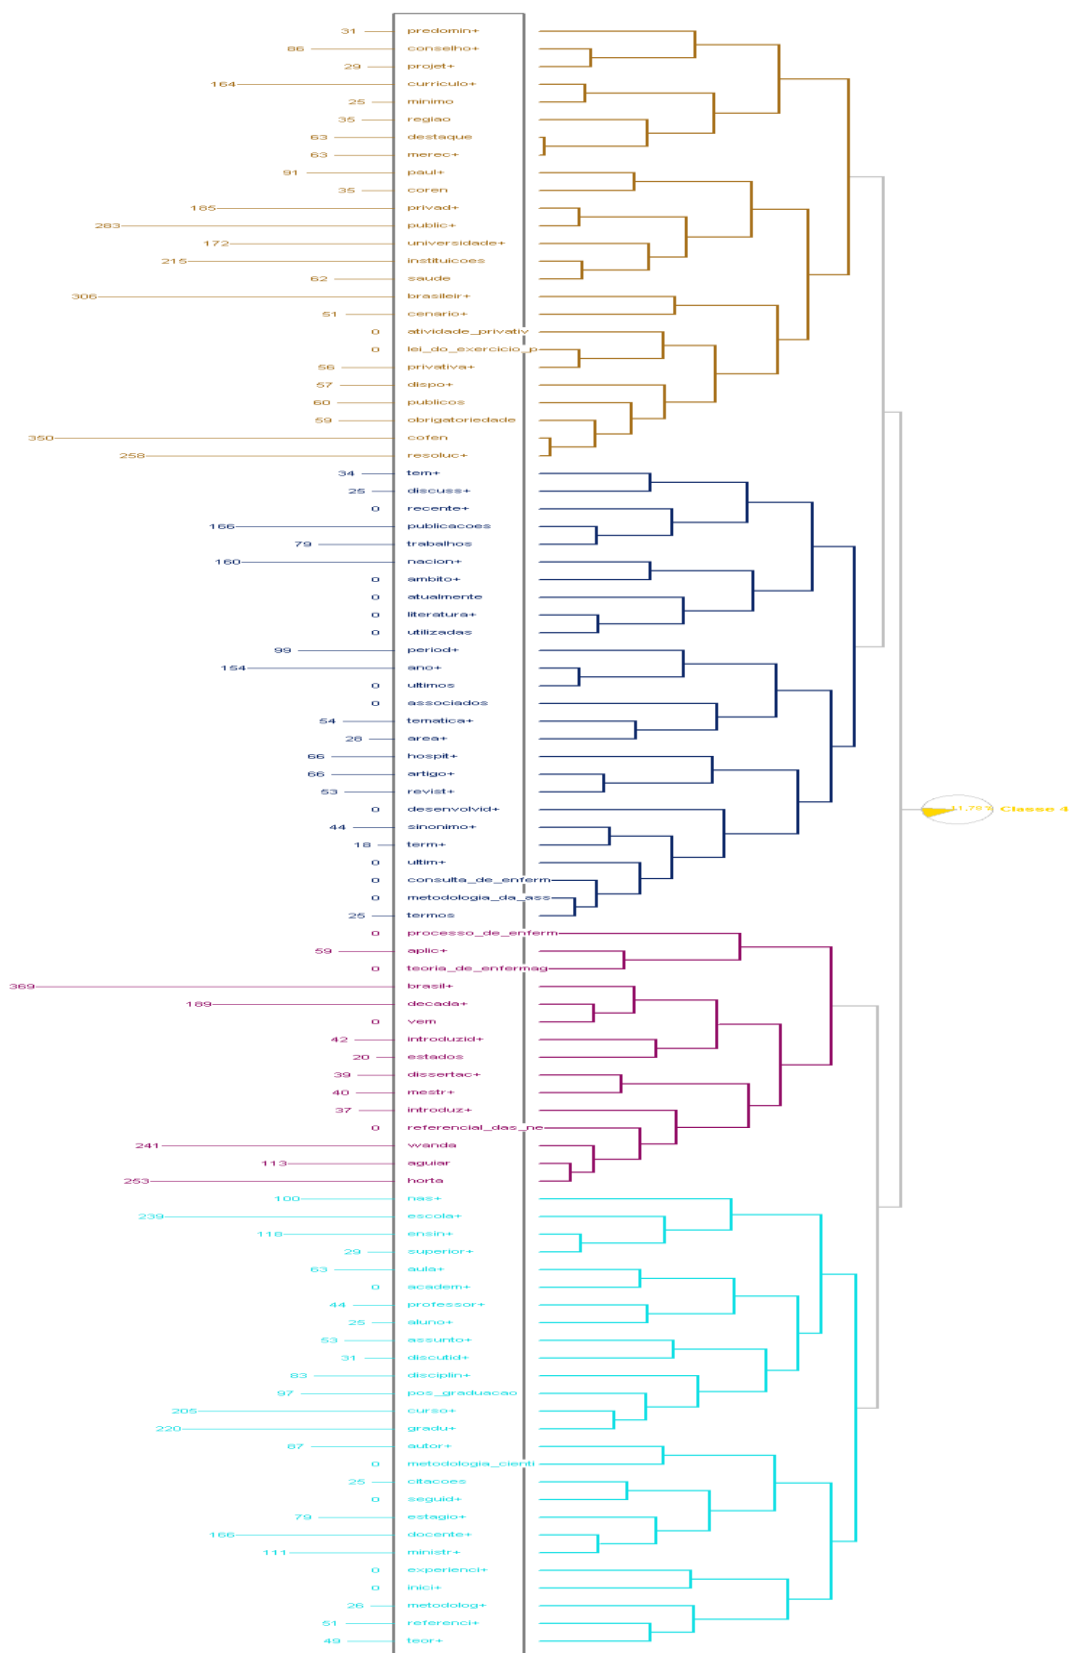 31 predomin+
86 conselho+
29 projet+
164 curriculo+
25 minimo
35 regiao
63 destaque
63 merec+
91 paul+
35 coren
185 privad+
283 public+
172 universidade+
215 instituicoes
62 saude
306 brasileir+
51 cenario+
0 atividade_privativ
0 lei_do_exercicio_p
56 privativa+
57 dispo+
60 publicos
59 obrigatoriedade
350 cofen
258 resoluc+
34 tem+
25 discuss+
0 recente+
166 publicacoes
79 trabalhos
160 nacion+
0 ambito+
0 atualmente
0 literatura+
0 utilizadas
99 period+
154 ano+
0 ultimos
0 associados
54 tematica+
28 area+
66 hospit+
66 artigo+
53 revist+
0 desenvolvid+
Classe 4
44 sinonimo+
18 term+
0 ultim+
0 consulta_de_enferm
0 metodologia_da_ass
25 termos
0 processo_de_enferm
59 aplic+
0 teoria_de_enfermag
369 brasil+
189 decada+
0 vem
42 introduzid+
20 estados
39 dissertac+
40 mestr+
37 introduz+
0 referencial_das_ne
241 wanda
113 aguiar
253 horta
100 nas+
239 escola+
118 ensin+
29 superior+
63 aula+
0 academ+
44 professor+
25 aluno+
53 assunto+
31 discutid+
83 disciplin+
97 pos_graduacao
205 curso+
220 gradu+
87 autor+
0 metodologia_cienti
25 citacoes
0 seguid+
79 estagio+
166 docente+
111 ministr+
0 experienci+
0 inici+
26 metodolog+
51 referenci+
49 teor+